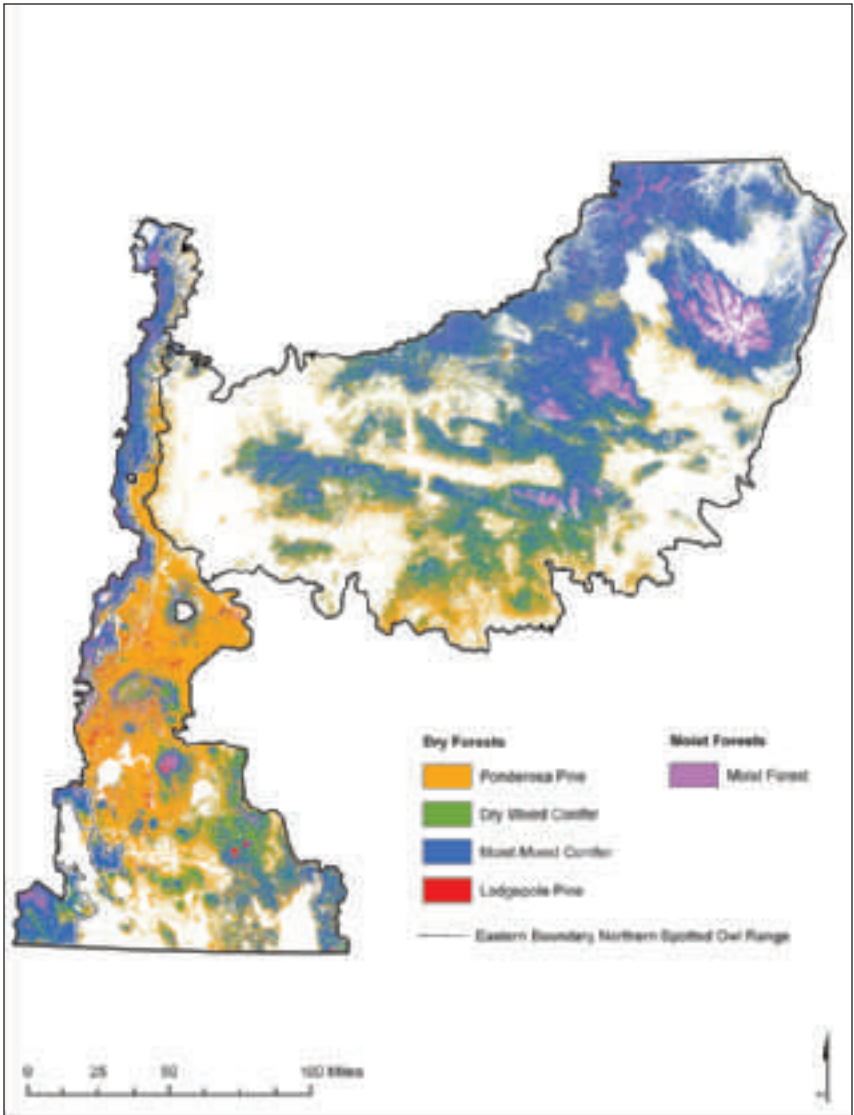 Dry Forests
Ponderosa Pine
Dry Mixed Conifer
Moist Mixed Conifer
Lodgepole Pine
Eastern Boundary, Northern Spotted Owl Range
Moist Forests
Moist Forest
0 25 50 100 Miles